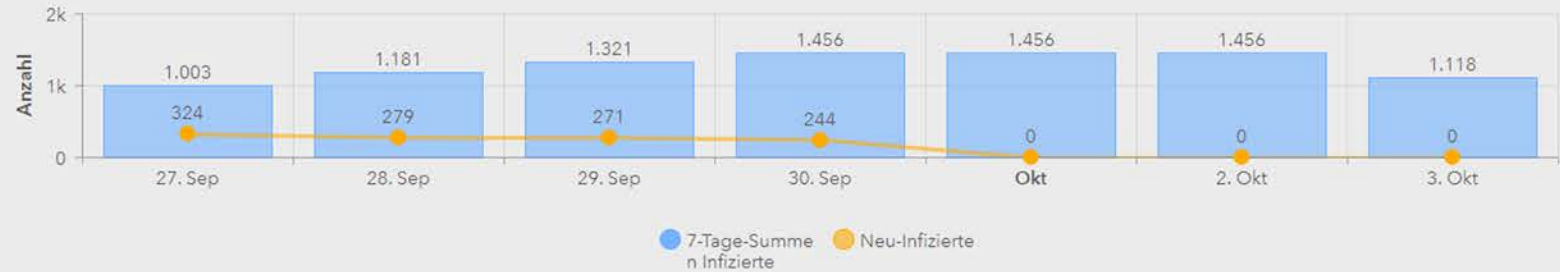 2k
1.456
1.456
1.456
1.321
1.181
1.118
1.003
Anzahl
1k
324
279
271
244
0
0
0
0
27. Sep
28. Sep
29. Sep
30. Sep
Okt
2. Okt
3. Okt
7-Tage-Summe
n Infizierte
Neu-Infizierte